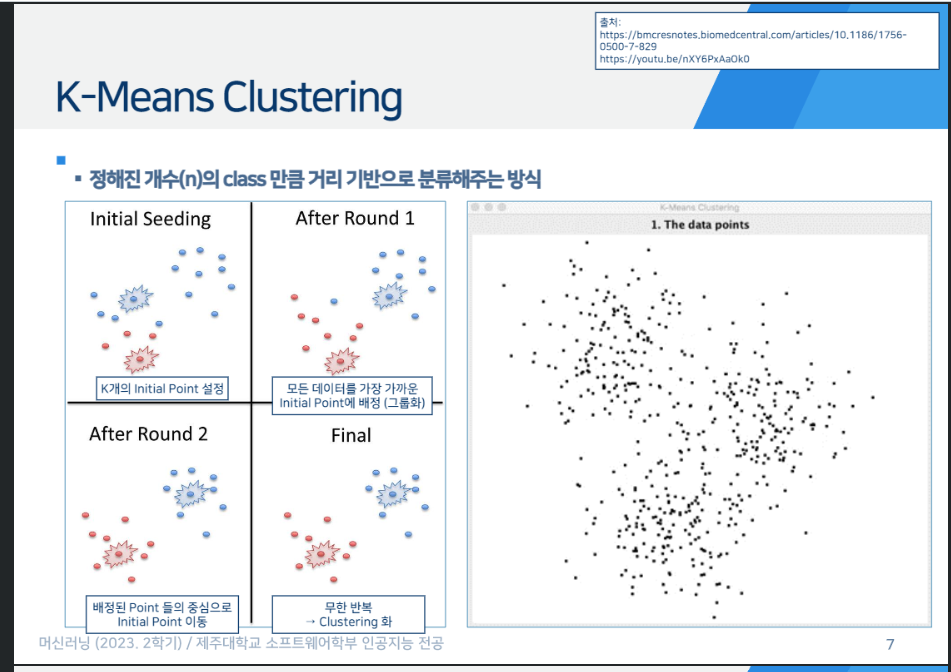 출처:
https://bmcresnotes.biomedcentral.com/articles/10.1186/1756-
0500-7-829
https://youtu.be/nXY6PxAaOk0
K-Means Clustering
정해진 개수(n)의 class 만큼 거리 기반으로 분류해주는 방식
Initial Seeding
After Round 1
K개의 Initial Point 설정
모든 데이터를 가장 가까운
Initial Point에 배정 (그룹화)
After Round 2
Final
배정된 Point 들의 중심으로
Initial Point 이동
무한 반복
→ Clustering 화
K-Means Clustering
1. The data points
머신러닝 (2023. 2학기) / 제주대학교 소프트웨어학부 인공지능 전공
7